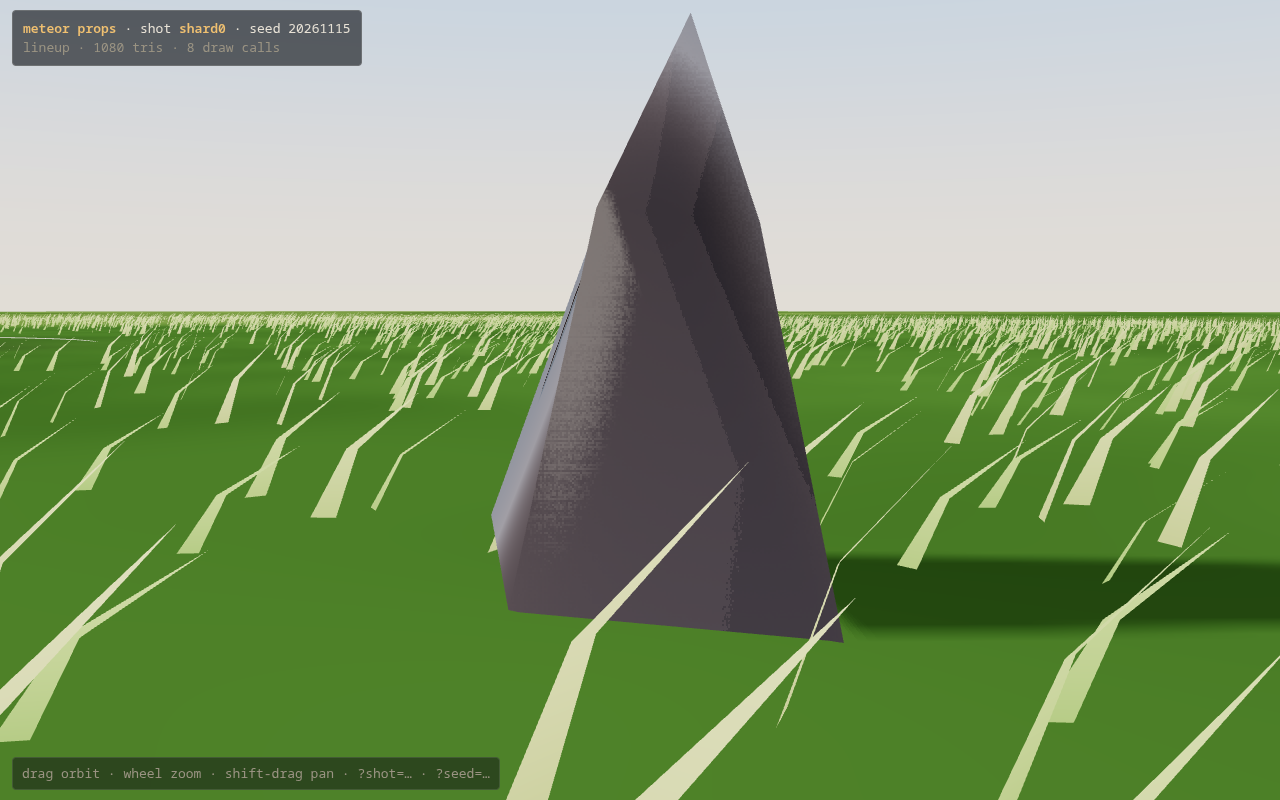 meteor props · shot shard0 · seed 20261115
lineup · 1080 tris · 8 draw calls
drag orbit · wheel zoom · shift-drag pan · ?shot=… · ?seed=…